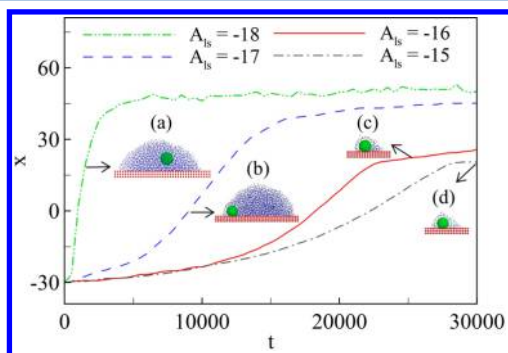 A_ls = -18
A_ls = -16
A_ls = -17
A_ls = -15
60
30
0
-30
x
(a)
(b)
(c)
(d)
0
10000
20000
30000
t